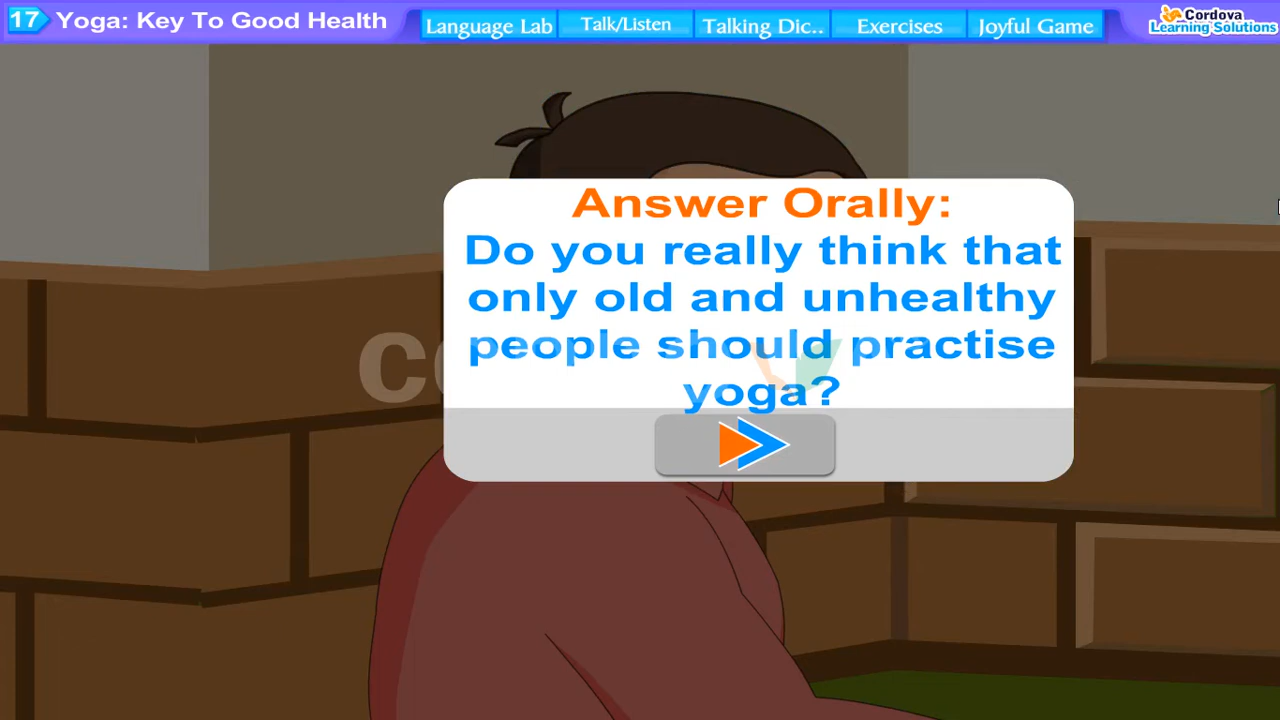 17 Yoga: Key To Good Health
Language Lab
Talk/Listen
Talking Dic..
Exercises
Joyful Game
Cordova
Learning Solutions
Answer Orally:
Do you really think that
only old and unhealthy
people should practise
yoga?